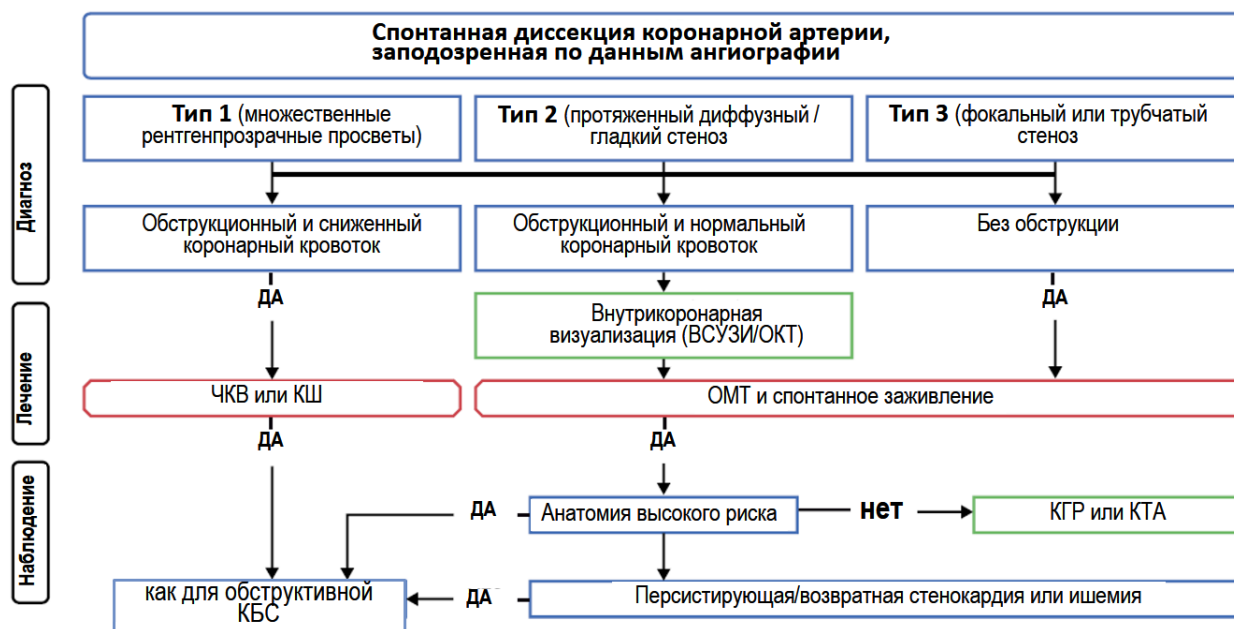 Спонтанная диссекция коронарной артерии,
заподозренная по данным ангиографии
Диагноз
Тип 1 (множественные
рентгенпрозрачные просветы)
Тип 2 (протяженный диффузный /
гладкий стеноз
Тип 3 (фокальный или трубчатый
стеноз
Обструкционный и сниженный
коронарный кровоток
Обструкционный и нормальный
коронарный кровоток
Без обструкции
ДА
ДА
Лечение
Внутрикоронарная
визуализация (ВСУЗИ/ОКТ)
ЧКВ или КШ
ОМТ и спонтанное заживление
ДА
ДА
Наблюдение
ДА
Анатомия высокого риска
нет
КГР или КТА
как для обструктивной
КБС
ДА
Персистирующая/возвратная стенокардия или ишемия